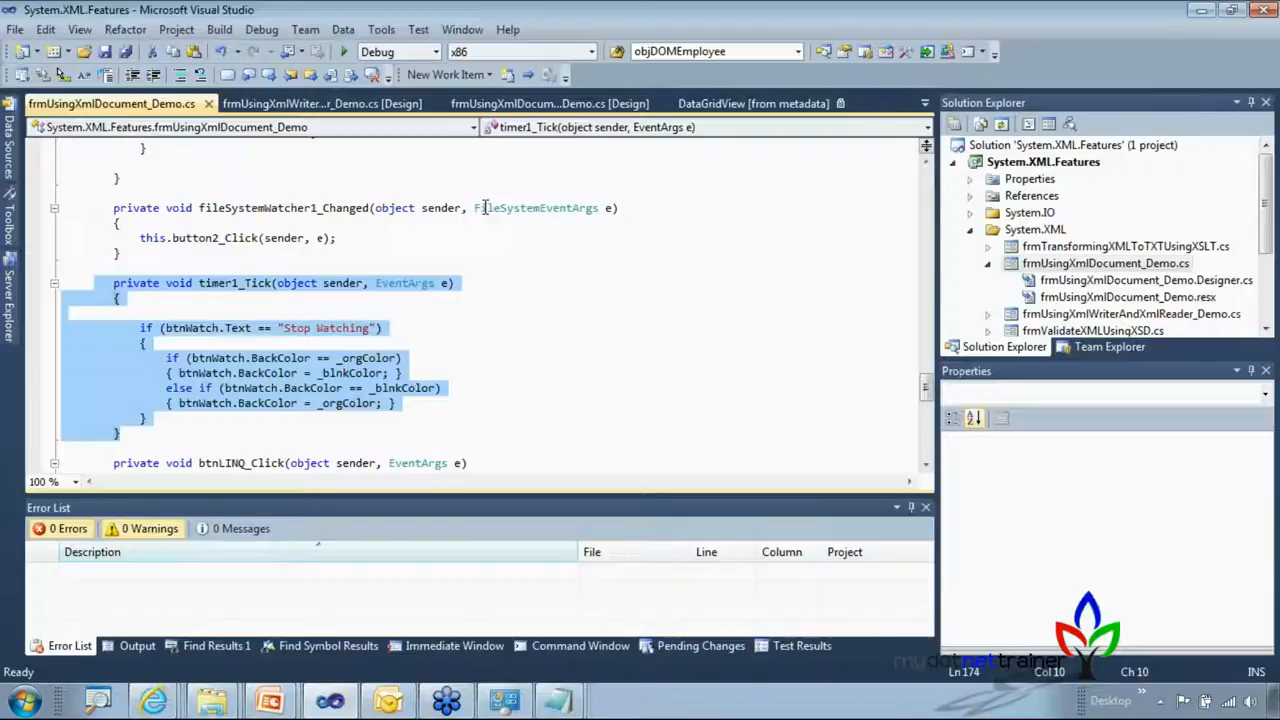 System.XML.Features - Microsoft Visual Studio
File Edit View Refactor Project Build Debug Team Data Tools Test Window Help
Debug x86 objDOMEmployee
New Work Item
frmUsingXmlDocument_Demo.cs frmUsingXmlWriter...r_Demo.cs [Design] frmUsingXmlDocum...Demo.cs [Design] DataGridView [from metadata]
System.XML.Features.frmUsingXmlDocument_Demo timer1_Tick(object sender, EventArgs e)
}
}
private void fileSystemWatcher1_Changed(object sender, FileSystemEventArgs e)
{
this.button2_Click(sender, e);
}
private void timer1_Tick(object sender, EventArgs e)
{
if (btnWatch.Text == "Stop Watching")
{
if (btnWatch.BackColor == _orgColor)
{ btnWatch.BackColor = _blnkColor; }
else if (btnWatch.BackColor == _blnkColor)
{ btnWatch.BackColor = _orgColor; }
}
}
private void btnLINQ_Click(object sender, EventArgs e)
100 %
Data Sources
Toolbox
Server Explorer
Solution Explorer
Solution 'System.XML.Features' (1 project)
System.XML.Features
Properties
References
System.IO
System.XML
frmTransformingXMLToTXTUsingXSLT.cs
frmUsingXmlDocument_Demo.cs
frmUsingXmlDocument_Demo.Designer.cs
frmUsingXmlDocument_Demo.resx
frmUsingXmlWriterAndXmlReader_Demo.cs
frmValidateXMLUsingXSD.cs
Solution Explorer Team Explorer
Properties
Error List
0 Errors 0 Warnings 0 Messages
Description File Line Column Project
Error List Output Find Results 1 Find Symbol Results Immediate Window Command Window Pending Changes Test Results
mydotnettrainer
Ready Ln 174 Col 10 Ch 10 INS
Desktop